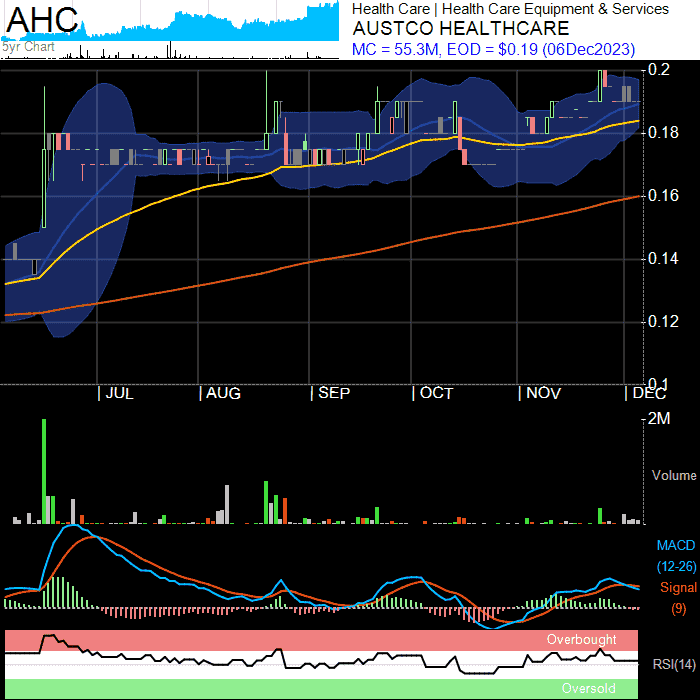 AHC
5yr Chart
Health Care | Health Care Equipment & Services
AUSTCO HEALTHCARE
MC = 55.3M, EOD = $0.19 (06Dec2023)
0.2
0.18
0.16
0.14
0.12
0.1
| JUL | AUG | SEP | OCT | NOV | DEC
2M
Volume
MACD
(12-26)
Signal
(9)
Overbought
RSI(14)
Oversold